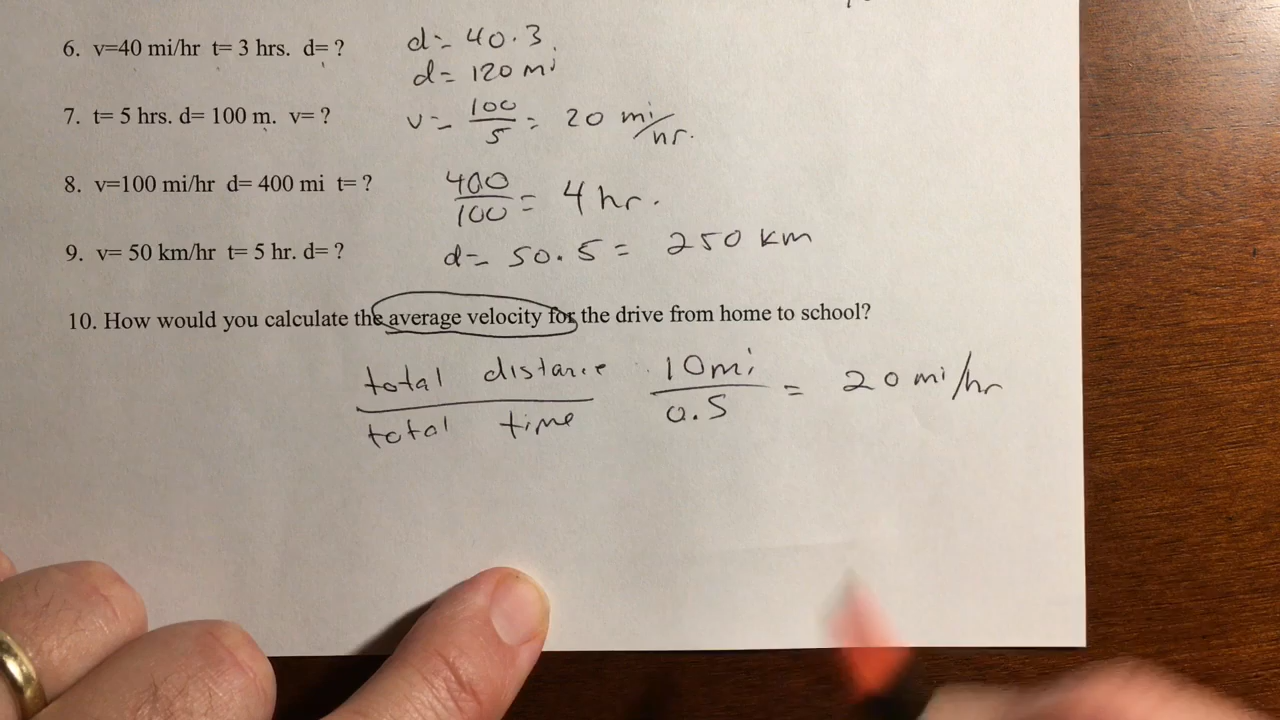 6. v=40 mi/hr t= 3 hrs. d= ? d= 40.3
d= 120 mi
7. t= 5 hrs. d= 100 m. v= ? v= 100/5 = 20 mi/hr.
8. v=100 mi/hr d= 400 mi t= ? 400/100 = 4 hr.
9. v= 50 km/hr t= 5 hr. d= ? d= 50.5 = 250 km
10. How would you calculate the average velocity for the drive from home to school?
total distance / total time 10mi / 0.5 = 20 mi/hr